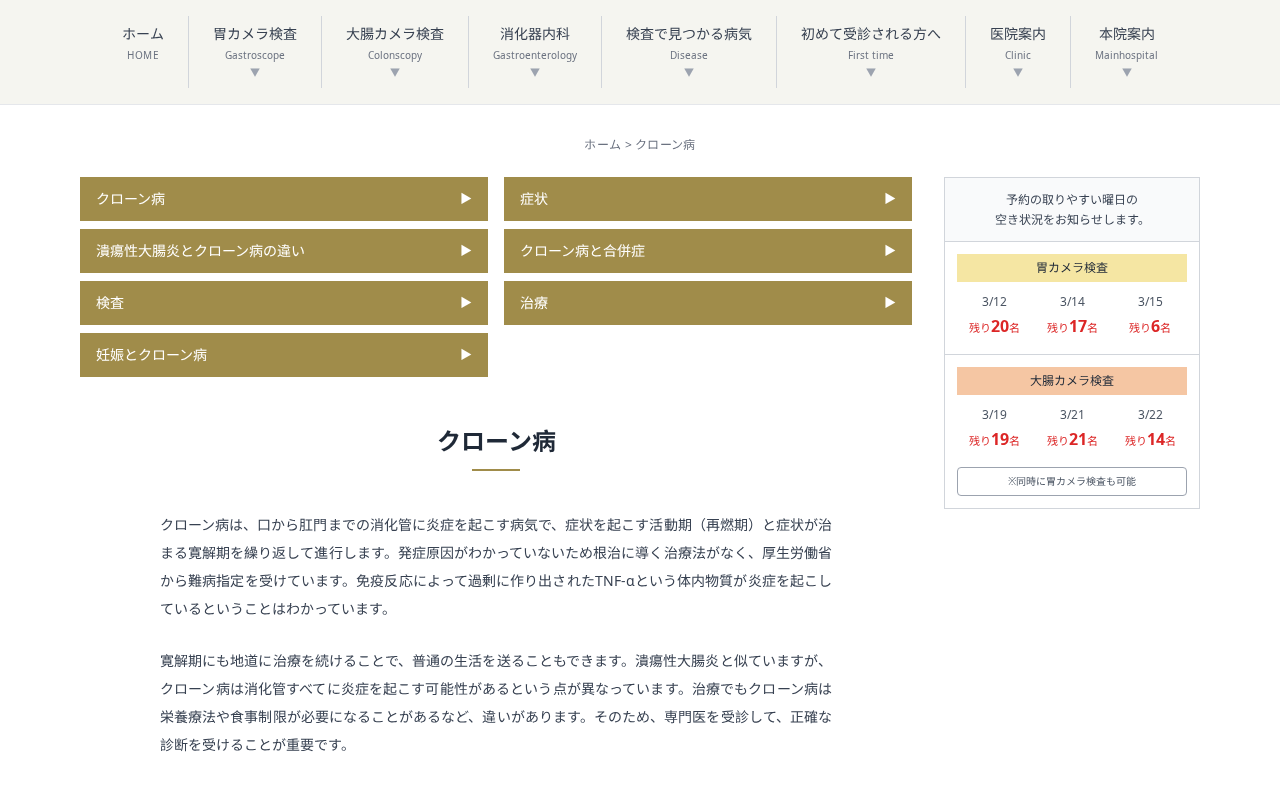 ホーム
HOME
胃カメラ検査
Gastroscope
▼
大腸カメラ検査
Colonscopy
▼
消化器内科
Gastroenterology
▼
検査で見つかる病気
Disease
▼
初めて受診される方へ
First time
▼
医院案内
Clinic
▼
本院案内
Mainhospital
▼
ホーム > クローン病
クローン病 ▶
症状 ▶
潰瘍性大腸炎とクローン病の違い ▶
クローン病と合併症 ▶
検査 ▶
治療 ▶
妊娠とクローン病 ▶
クローン病
クローン病は、口から肛門までの消化管に炎症を起こす病気で、症状を起こす活動期（再燃期）と症状が治
まる寛解期を繰り返して進行します。発症原因がわかっていないため根治に導く治療法がなく、厚生労働省
から難病指定を受けています。免疫反応によって過剰に作り出されたTNF-αという体内物質が炎症を起こし
ているということはわかっています。
寛解期にも地道に治療を続けることで、普通の生活を送ることもできます。潰瘍性大腸炎と似ていますが、
クローン病は消化管すべてに炎症を起こす可能性があるという点が異なっています。治療でもクローン病は
栄養療法や食事制限が必要になることがあるなど、違いがあります。そのため、専門医を受診して、正確な
診断を受けることが重要です。
予約の取りやすい曜日の
空き状況をお知らせします。
胃カメラ検査
3/12 3/14 3/15
残り20名 残り17名 残り6名
大腸カメラ検査
3/19 3/21 3/22
残り19名 残り21名 残り14名
※同時に胃カメラ検査も可能